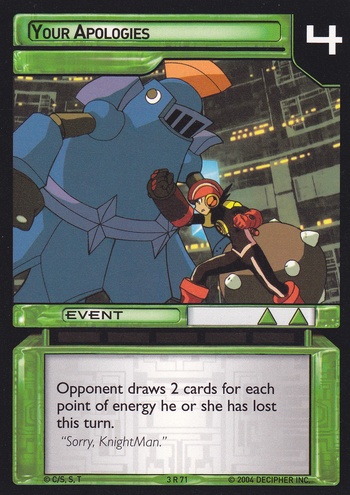 YOUR APOLOGIES
4
EVENT
Opponent draws 2 cards for each
point of energy he or she has lost
this turn.
"Sorry, KnightMan."
© C/S, S, T 3 R 71 © 2004 DECIPHER INC.